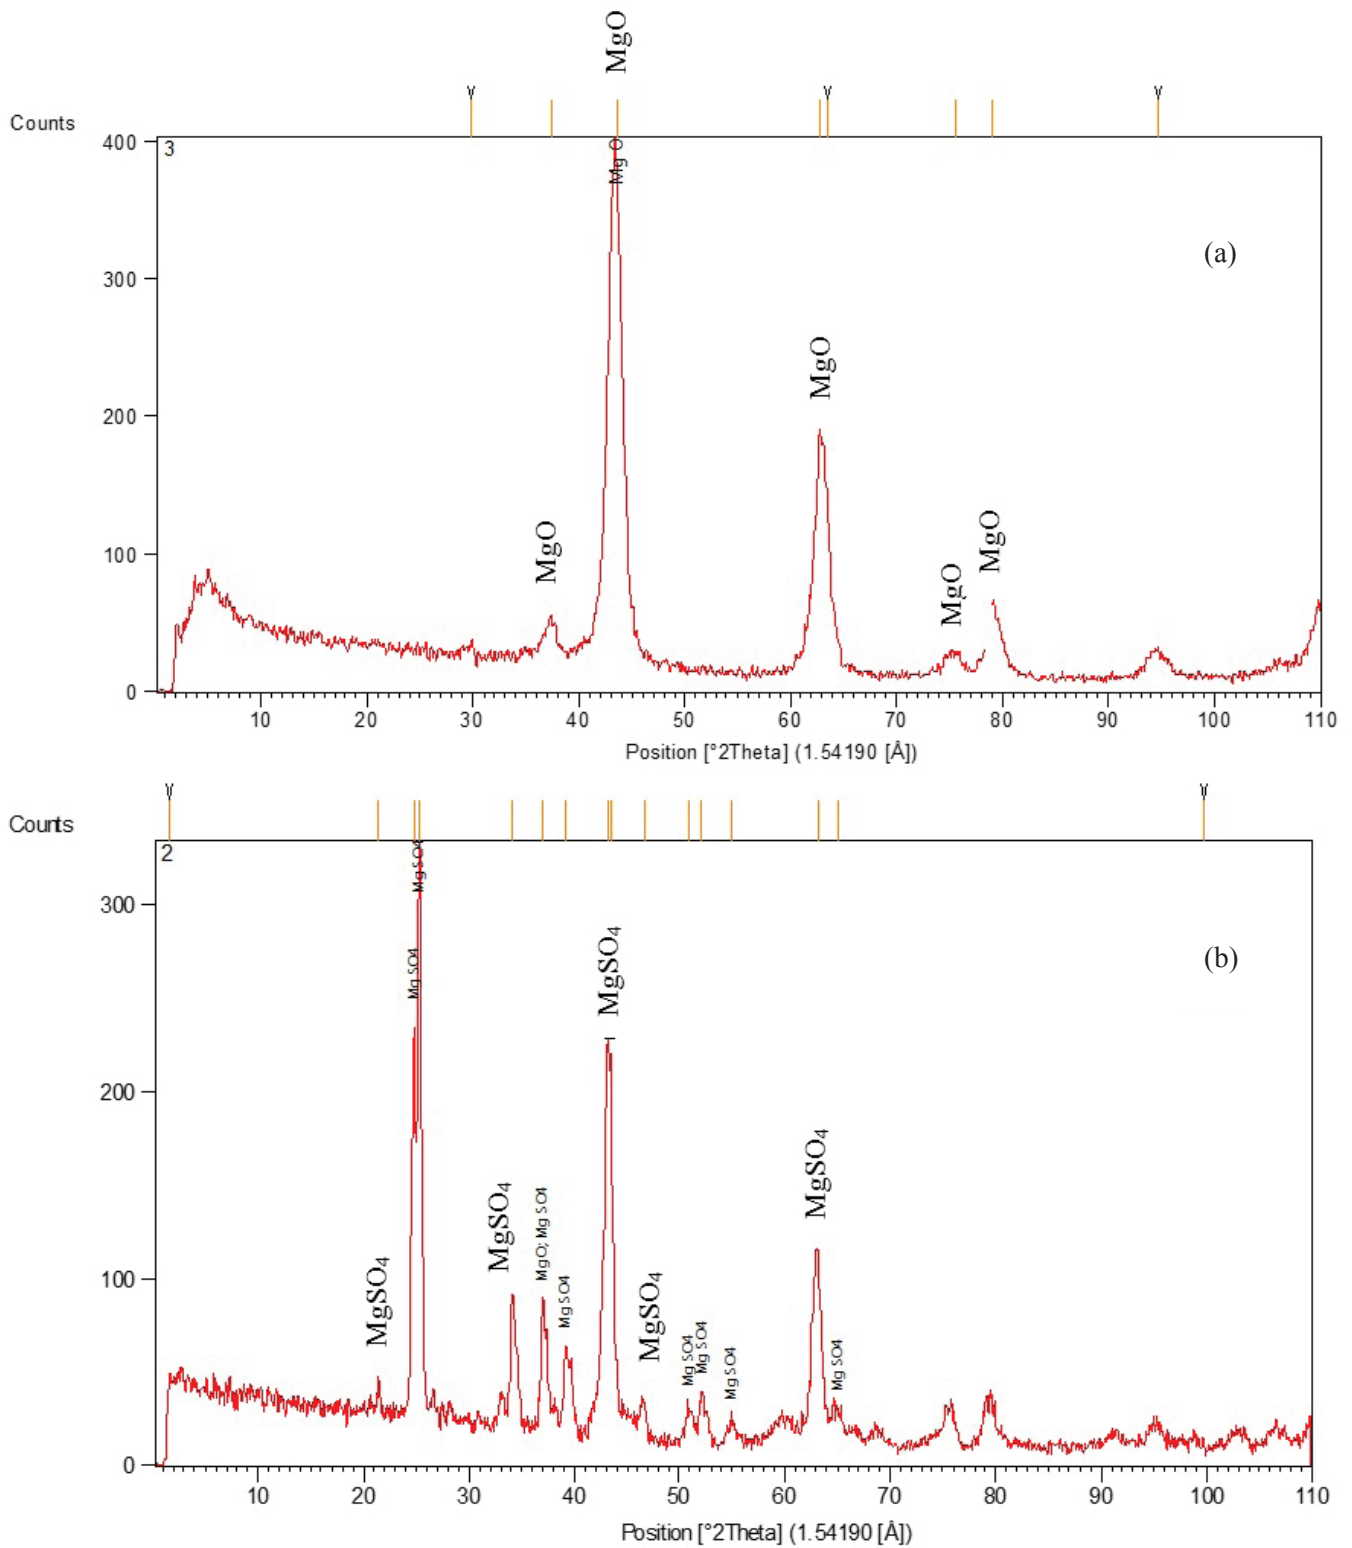 MgO
Counts
400
3
Mg O
300
(a)
200
MgO
MgO
MgO
MgO
100
0
10 20 30 40 50 60 70 80 90 100 110
Position [°2Theta] (1.54190 [Å])
Counts
2
Mg SO4
300
Mg SO4
MgSO₄
(b)
200
MgSO₄
MgSO₄
MgO; Mg SO4
100
MgSO₄
Mg SO4
MgSO₄
Mg SO4
Mg SO4
Mg SO4
Mg SO4
0
10 20 30 40 50 60 70 80 90 100 110
Position [°2Theta] (1.54190 [Å])